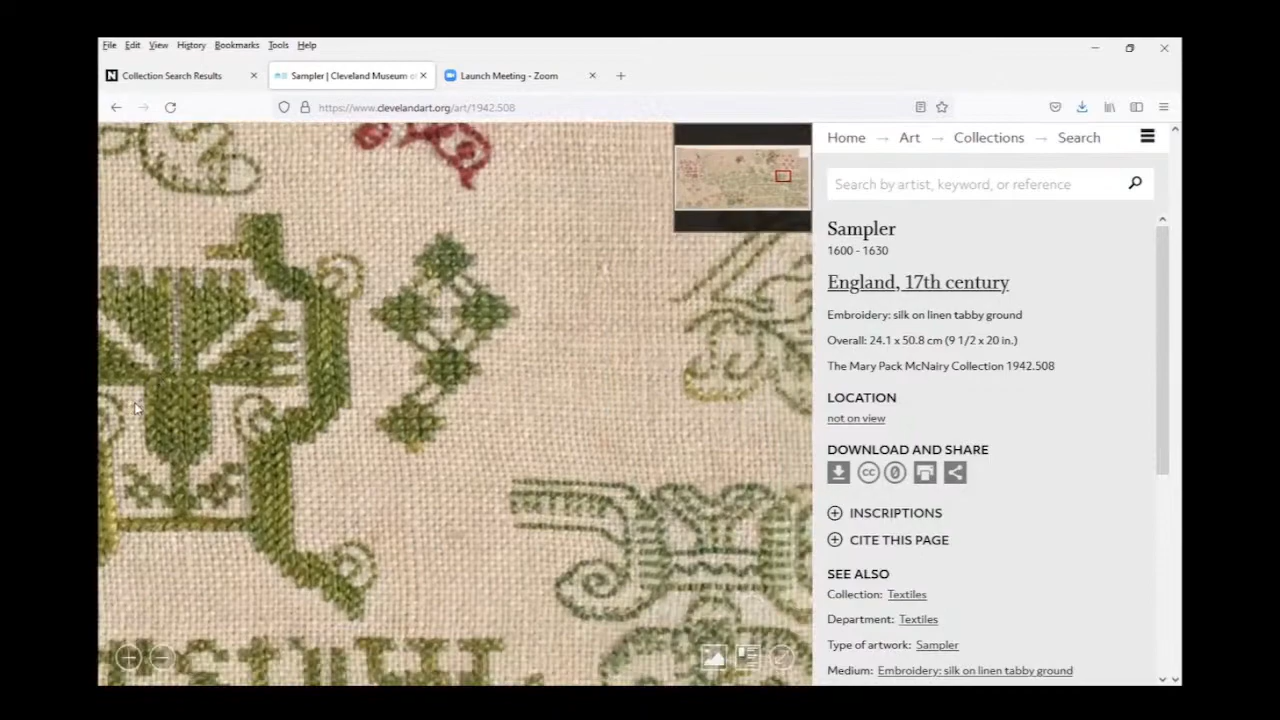 File Edit View History Bookmarks Tools Help
Collection Search Results
Sampler | Cleveland Museum o
Launch Meeting - Zoom
https://www.clevelandart.org/art/1942.508
Home → Art → Collections → Search
Search by artist, keyword, or reference
Sampler
1600 - 1630
England, 17th century
Embroidery: silk on linen tabby ground
Overall: 24.1 x 50.8 cm (9 1/2 x 20 in.)
The Mary Pack McNairy Collection 1942.508
LOCATION
not on view
DOWNLOAD AND SHARE
cc 0
INSCRIPTIONS
CITE THIS PAGE
SEE ALSO
Collection: Textiles
Department: Textiles
Type of artwork: Sampler
Medium: Embroidery: silk on linen tabby ground